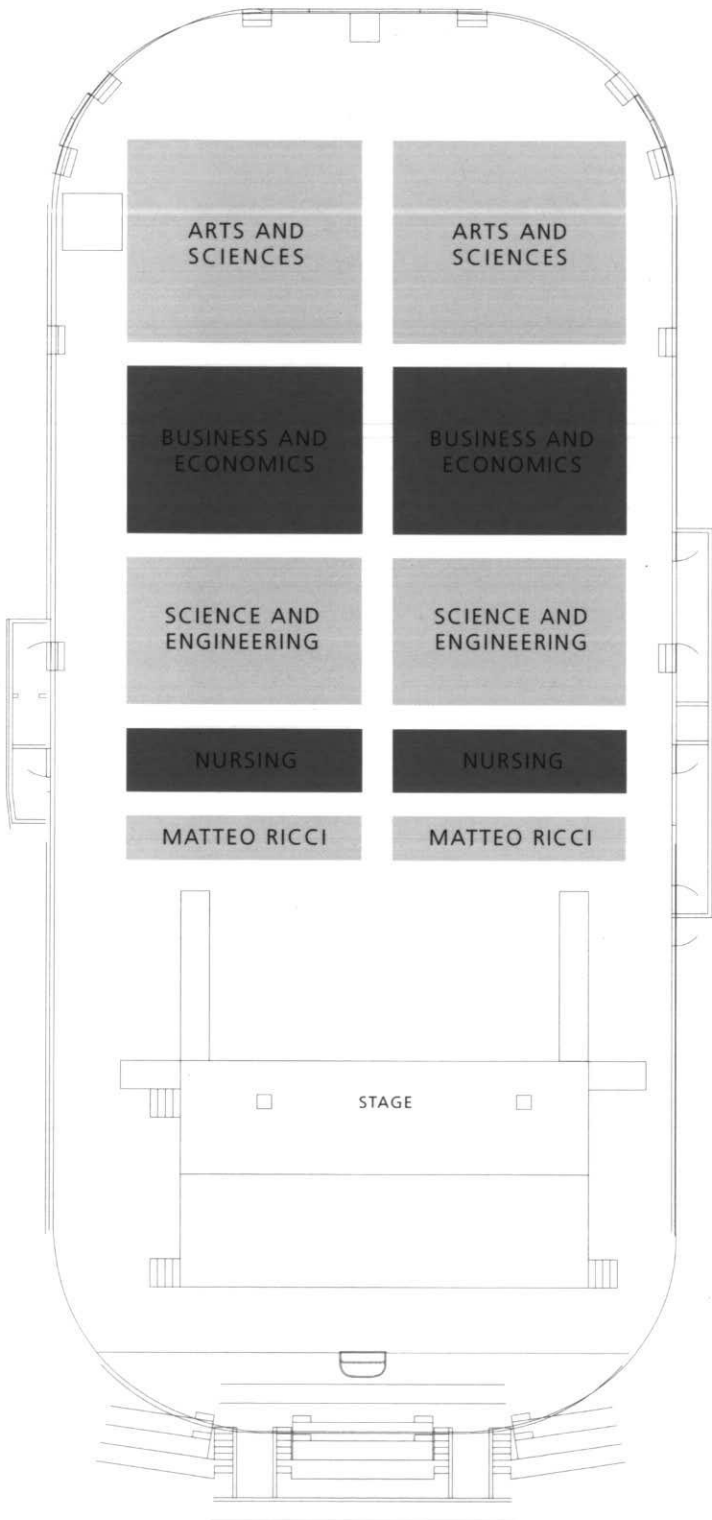 ARTS AND
SCIENCES
ARTS AND
SCIENCES
BUSINESS AND
ECONOMICS
BUSINESS AND
ECONOMICS
SCIENCE AND
ENGINEERING
SCIENCE AND
ENGINEERING
NURSING
NURSING
MATTEO RICCI
MATTEO RICCI
STAGE